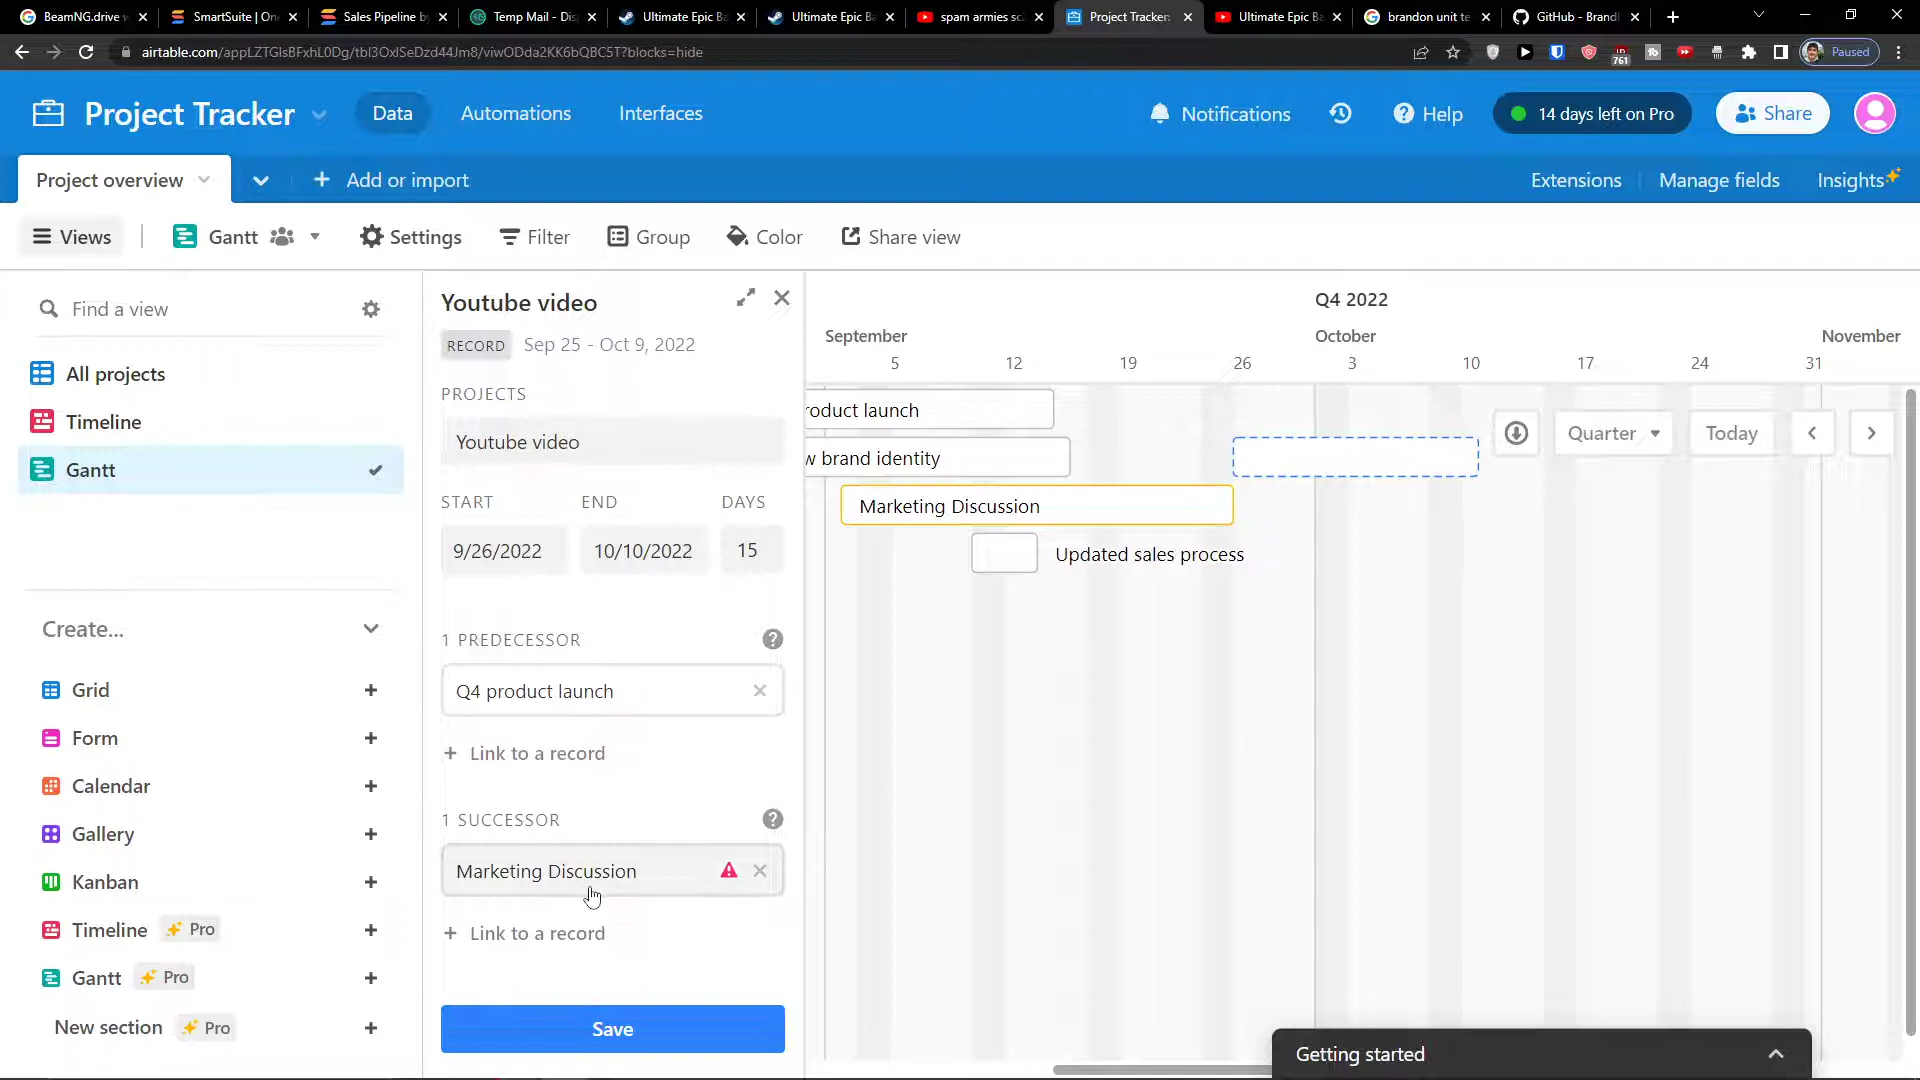 BeamNG.drive
SmartSuite | On
Sales Pipeline b
Temp Mail - Dis
Ultimate Epic Ba
Ultimate Epic Ba
spam armies sc
Project Tracker:
Ultimate Epic Ba
brandon unit te
GitHub - Brandl
airtable.com/appLZTGlsBFxhL0Dg/tbl3OxlSeDzd44Jm8/viwODda2KK6bQBC5T?blocks=hide
761
Paused
Project Tracker
Data
Automations
Interfaces
Notifications
Help
14 days left on Pro
Share
Project overview
Add or import
Extensions
Manage fields
Insights
Views
Gantt
Settings
Filter
Group
Color
Share view
Find a view
All projects
Timeline
Gantt
Create...
Grid
Form
Calendar
Gallery
Kanban
Timeline Pro
Gantt Pro
New section Pro
Youtube video
RECORD Sep 25 - Oct 9, 2022
PROJECTS
Youtube video
START END DAYS
9/26/2022 10/10/2022 15
1 PREDECESSOR
Q4 product launch
+ Link to a record
1 SUCCESSOR
Marketing Discussion
+ Link to a record
Save
Q4 2022
September October November
5 12 19 26 3 10 17 24 31
roduct launch
w brand identity
Marketing Discussion
Updated sales process
Quarter
Today
Getting started